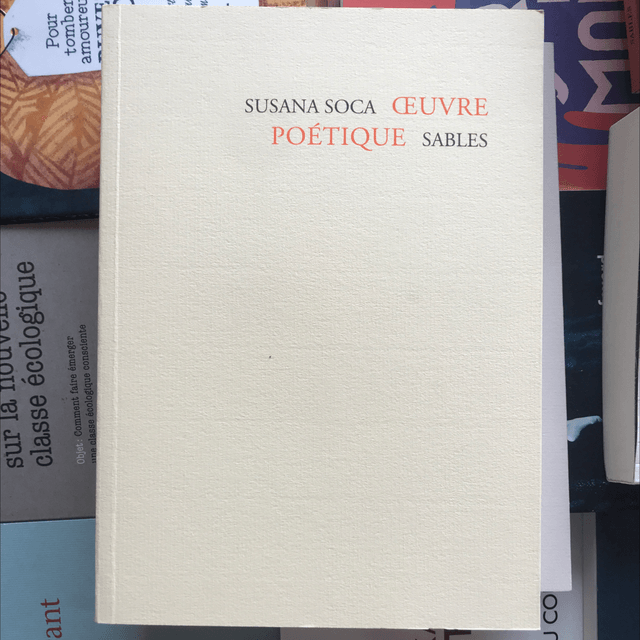 Pour
tomber
amoureu
SUSANA SOCA ŒUVRE
POÉTIQUE SABLES
sur la nouvelle
classe écologique
Objet: Comment faire émerger
une classe écologique consciente
ant